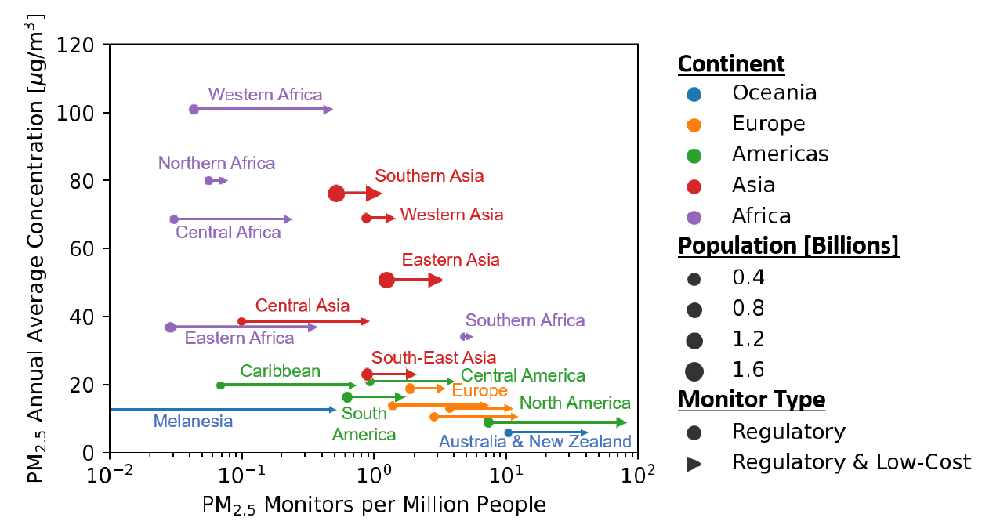 PM2.5 Annual Average Concentration [μg/m³]
120
100
80
60
40
20
0
Western Africa
Northern Africa
Southern Asia
Western Asia
Central Africa
Eastern Asia
Central Asia
Southern Africa
Eastern Africa
South-East Asia
Caribbean
Central America
Europe
North America
South
America
Melanesia
Australia & New Zealand
10⁻²
10⁻¹
10⁰
10¹
10²
PM2.5 Monitors per Million People
Continent
Oceania
Europe
Americas
Asia
Africa
Population [Billions]
0.4
0.8
1.2
1.6
Monitor Type
Regulatory
Regulatory & Low-Cost